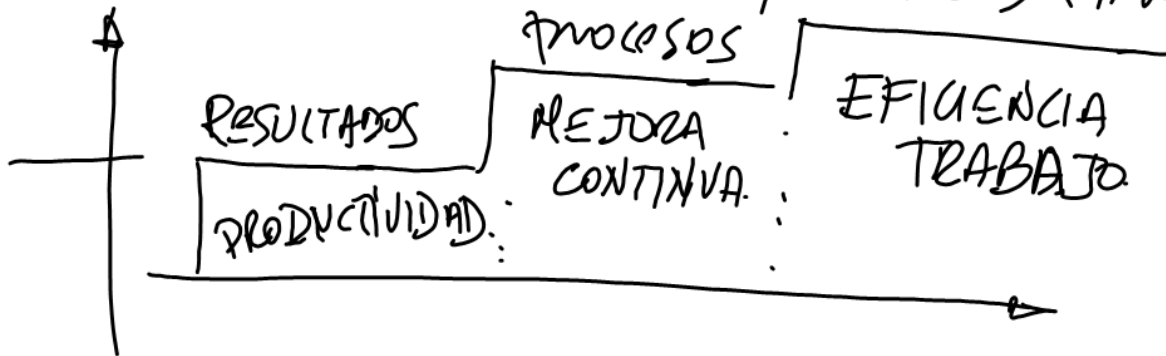 PROCESOS
RESULTADOS
MEJORA
CONTINUA.
EFICIENCIA
TRABAJO.
PRODUCTIVIDAD.